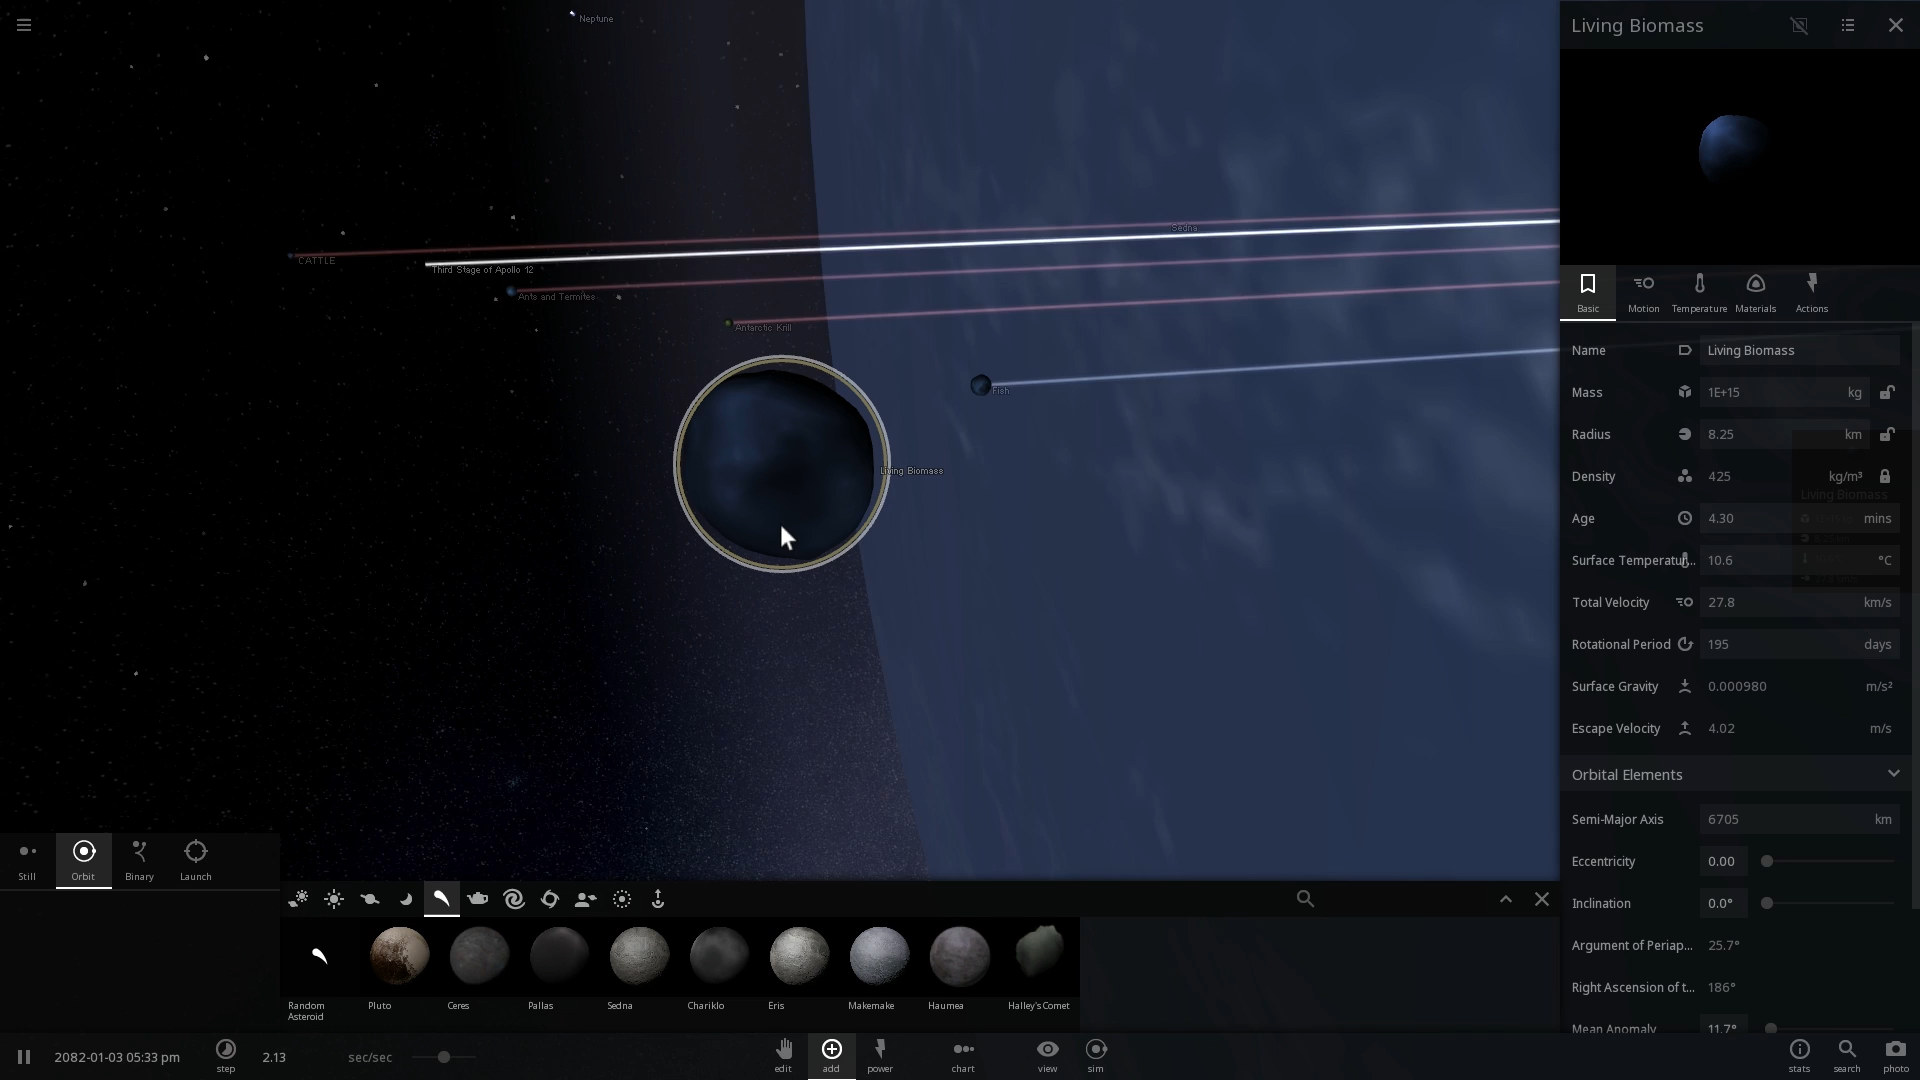 Neptune
Living Biomass
Sedna
CATTLE
Third Stage of Apollo 12
Ants and Termites
Antarctic Krill
Fish
Living Biomass
Basic
Motion
Temperature
Materials
Actions
Name Living Biomass
Mass 1E+15 kg
Radius 8.25 km
Density 425 kg/m³
Living Biomass
Age 4.30 mins
Surface Temperatur... 10.6 °C
Total Velocity 27.8 km/s
Rotational Period 195 days
Surface Gravity 0.000980 m/s²
Escape Velocity 4.02 m/s
Orbital Elements
Semi-Major Axis 6705 km
Eccentricity 0.00
Inclination 0.0°
Argument of Periap... 25.7°
Right Ascension of t... 186°
Mean Anomaly 11.7°
Still
Orbit
Binary
Launch
Random
Asteroid
Pluto
Ceres
Pallas
Sedna
Chariklo
Eris
Makemake
Haumea
Halley's Comet
2082-01-03 05:33 pm
step
2.13 sec/sec
edit
add
power
chart
view
sim
stats
search
photo